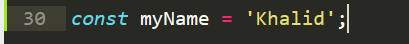 30 const myName = 'Khalid';